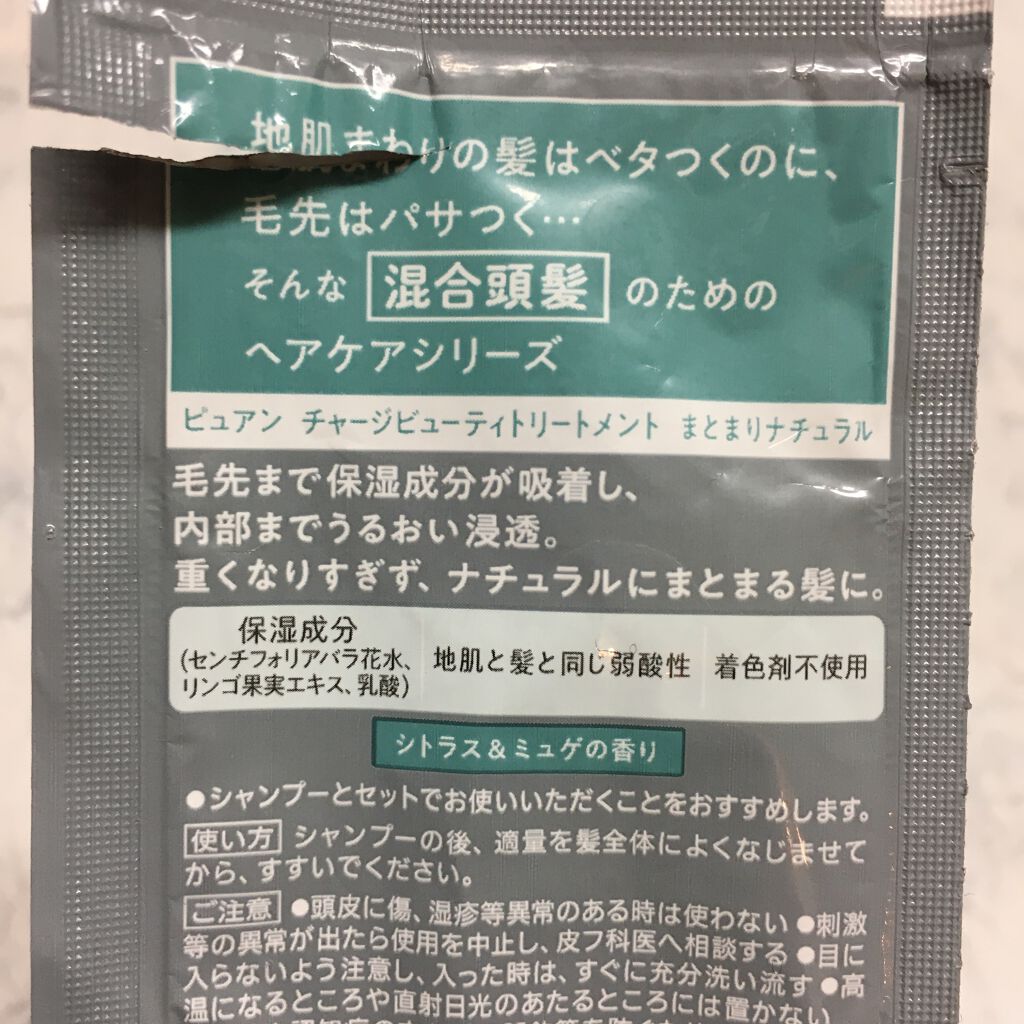 地肌まわりの髪はベタつくのに、
毛先はパサつく…
そんな 混合頭髪 のための
ヘアケアシリーズ
ピュアン チャージビューティトリートメント まとまりナチュラル
毛先まで保湿成分が吸着し、
内部までうるおい浸透。
重くなりすぎず、ナチュラルにまとまる髪に。
保湿成分
(センチフォリアバラ花水、
リンゴ果実エキス、乳酸)
地肌と髪と同じ弱酸性
着色剤不使用
シトラス&ミュゲの香り
●シャンプーとセットでお使いいただくことをおすすめします。
使い方 シャンプーの後、適量を髪全体によくなじませて
から、すすいでください。
ご注意 ●頭皮に傷、湿疹等異常のある時は使わない ●刺激
等の異常が出たら使用を中止し、皮フ科医へ相談する ●目に
入らないよう注意し、入った時は、すぐに充分洗い流す ●高
温になるところや直射日光のあたるところには置かない